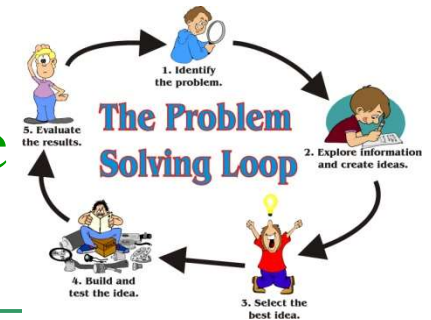 The Problem
Solving Loop
1. Identify
the problem.
2. Explore information
and create ideas.
3. Select the
best idea.
4. Build and
test the idea.
5. Evaluate
the results.